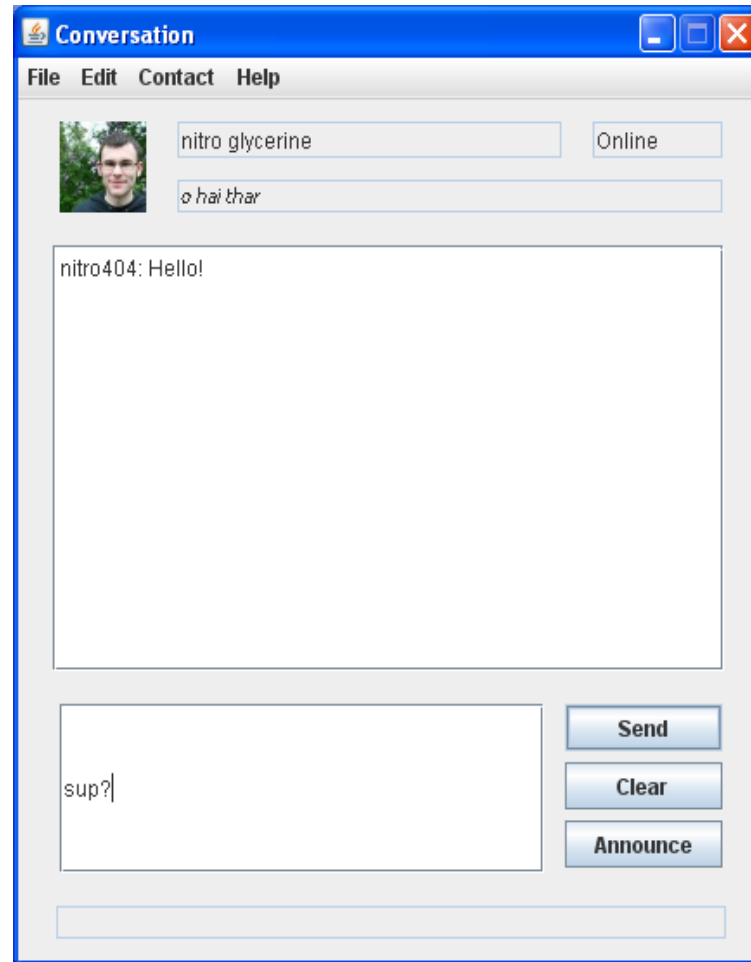 Conversation
File Edit Contact Help
nitro glycerine Online
o hai thar
nitro404: Hello!
Send
sup?
Clear
Announce